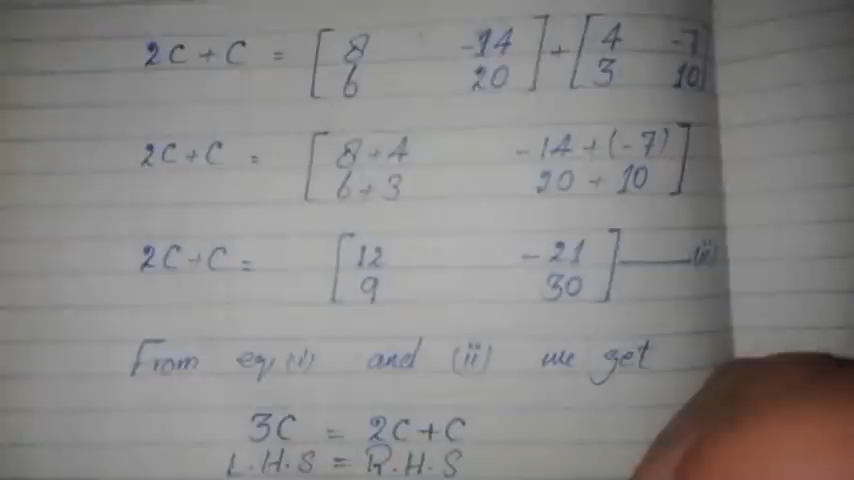 2C + C = [ 8 -14 ] + [ 4 -7 ]
6 20 3 10
2C + C = [ 8 + 4 -14 + (-7) ]
6 + 3 20 + 10
2C + C = [ 12 -21 ] —— (ii)
9 30
From eq (i) and (ii) we get
3C = 2C + C
L.H.S = R.H.S